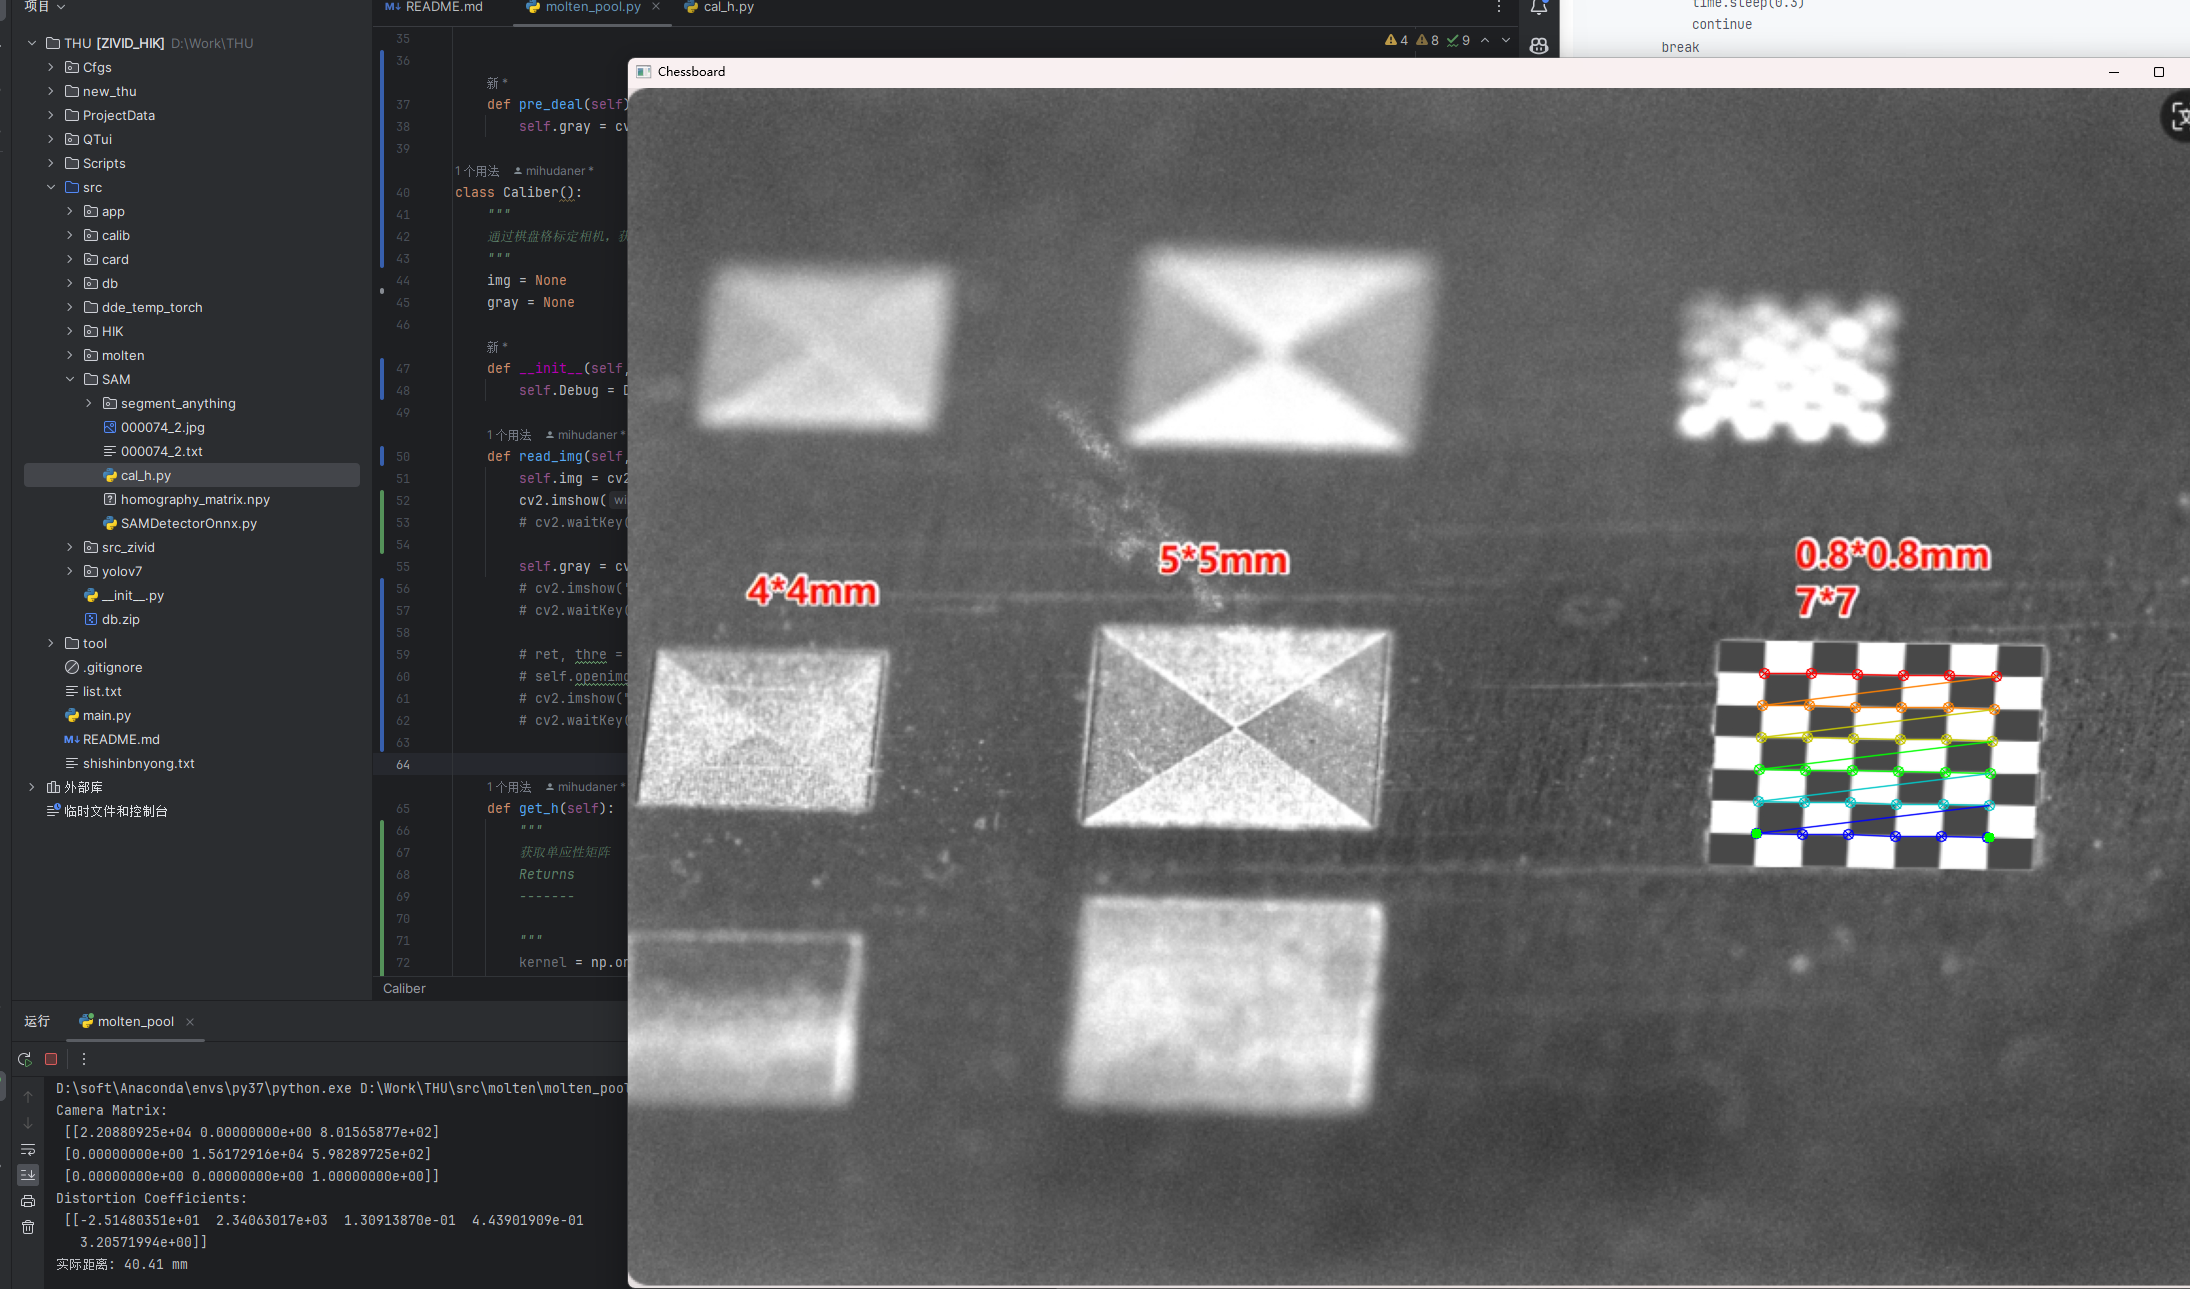 项目
README.md
molten_pool.py
cal_h.py
THU [ZIVID_HIK] D:\Work\THU
Cfgs
new_thu
ProjectData
QTui
Scripts
src
app
calib
card
db
dde_temp_torch
HIK
molten
SAM
segment_anything
000074_2.jpg
000074_2.txt
cal_h.py
homography_matrix.npy
SAMDetectorOnnx.py
src_zivid
yolov7
__init__.py
db.zip
tool
.gitignore
list.txt
main.py
README.md
shishinbnyong.txt
外部库
临时文件和控制台
4 8 9
35
36
新 *
37 def pre_deal(self)
38 self.gray = cv
39
1 个用法 mihudaner *
40 class Caliber():
41 """
42 通过棋盘格标定相机，获
43 """
44 img = None
45 gray = None
46
新 *
47 def __init__(self,
48 self.Debug = D
49
1 个用法 mihudaner *
50 def read_img(self,
51 self.img = cv2
52 cv2.imshow( wi
53 # cv2.waitKey(
54
55 self.gray = cv
56 # cv2.imshow('
57 # cv2.waitKey(
58
59 # ret, thre =
60 # self.openimg
61 # cv2.imshow('
62 # cv2.waitKey(
63
64
1 个用法 mihudaner *
65 def get_h(self):
66 """
67 获取单应性矩阵
68 Returns
69 -------
70
71 """
72 kernel = np.on
Caliber
time.sleep(0.3)
continue
break
Chessboard
4*4mm
5*5mm
0.8*0.8mm
7*7
运行
molten_pool
D:\soft\Anaconda\envs\py37\python.exe D:\Work\THU\src\molten\molten_pool
Camera Matrix:
[[2.20880925e+04 0.00000000e+00 8.01565877e+02]
[0.00000000e+00 1.56172916e+04 5.98289725e+02]
[0.00000000e+00 0.00000000e+00 1.00000000e+00]]
Distortion Coefficients:
[[-2.51480351e+01 2.34063017e+03 1.30913870e-01 4.43901909e-01
3.20571994e+00]]
实际距离: 40.41 mm